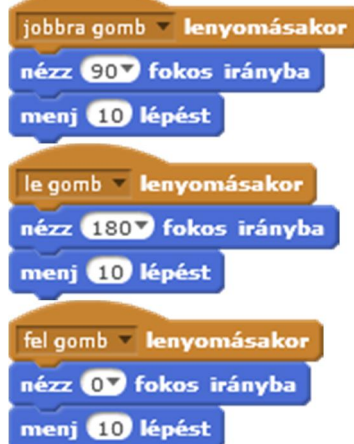 jobbra gomb lenyomásakor
nézz 90 fokos irányba
menj 10 lépést
le gomb lenyomásakor
nézz 180 fokos irányba
menj 10 lépést
fel gomb lenyomásakor
nézz 0 fokos irányba
menj 10 lépést